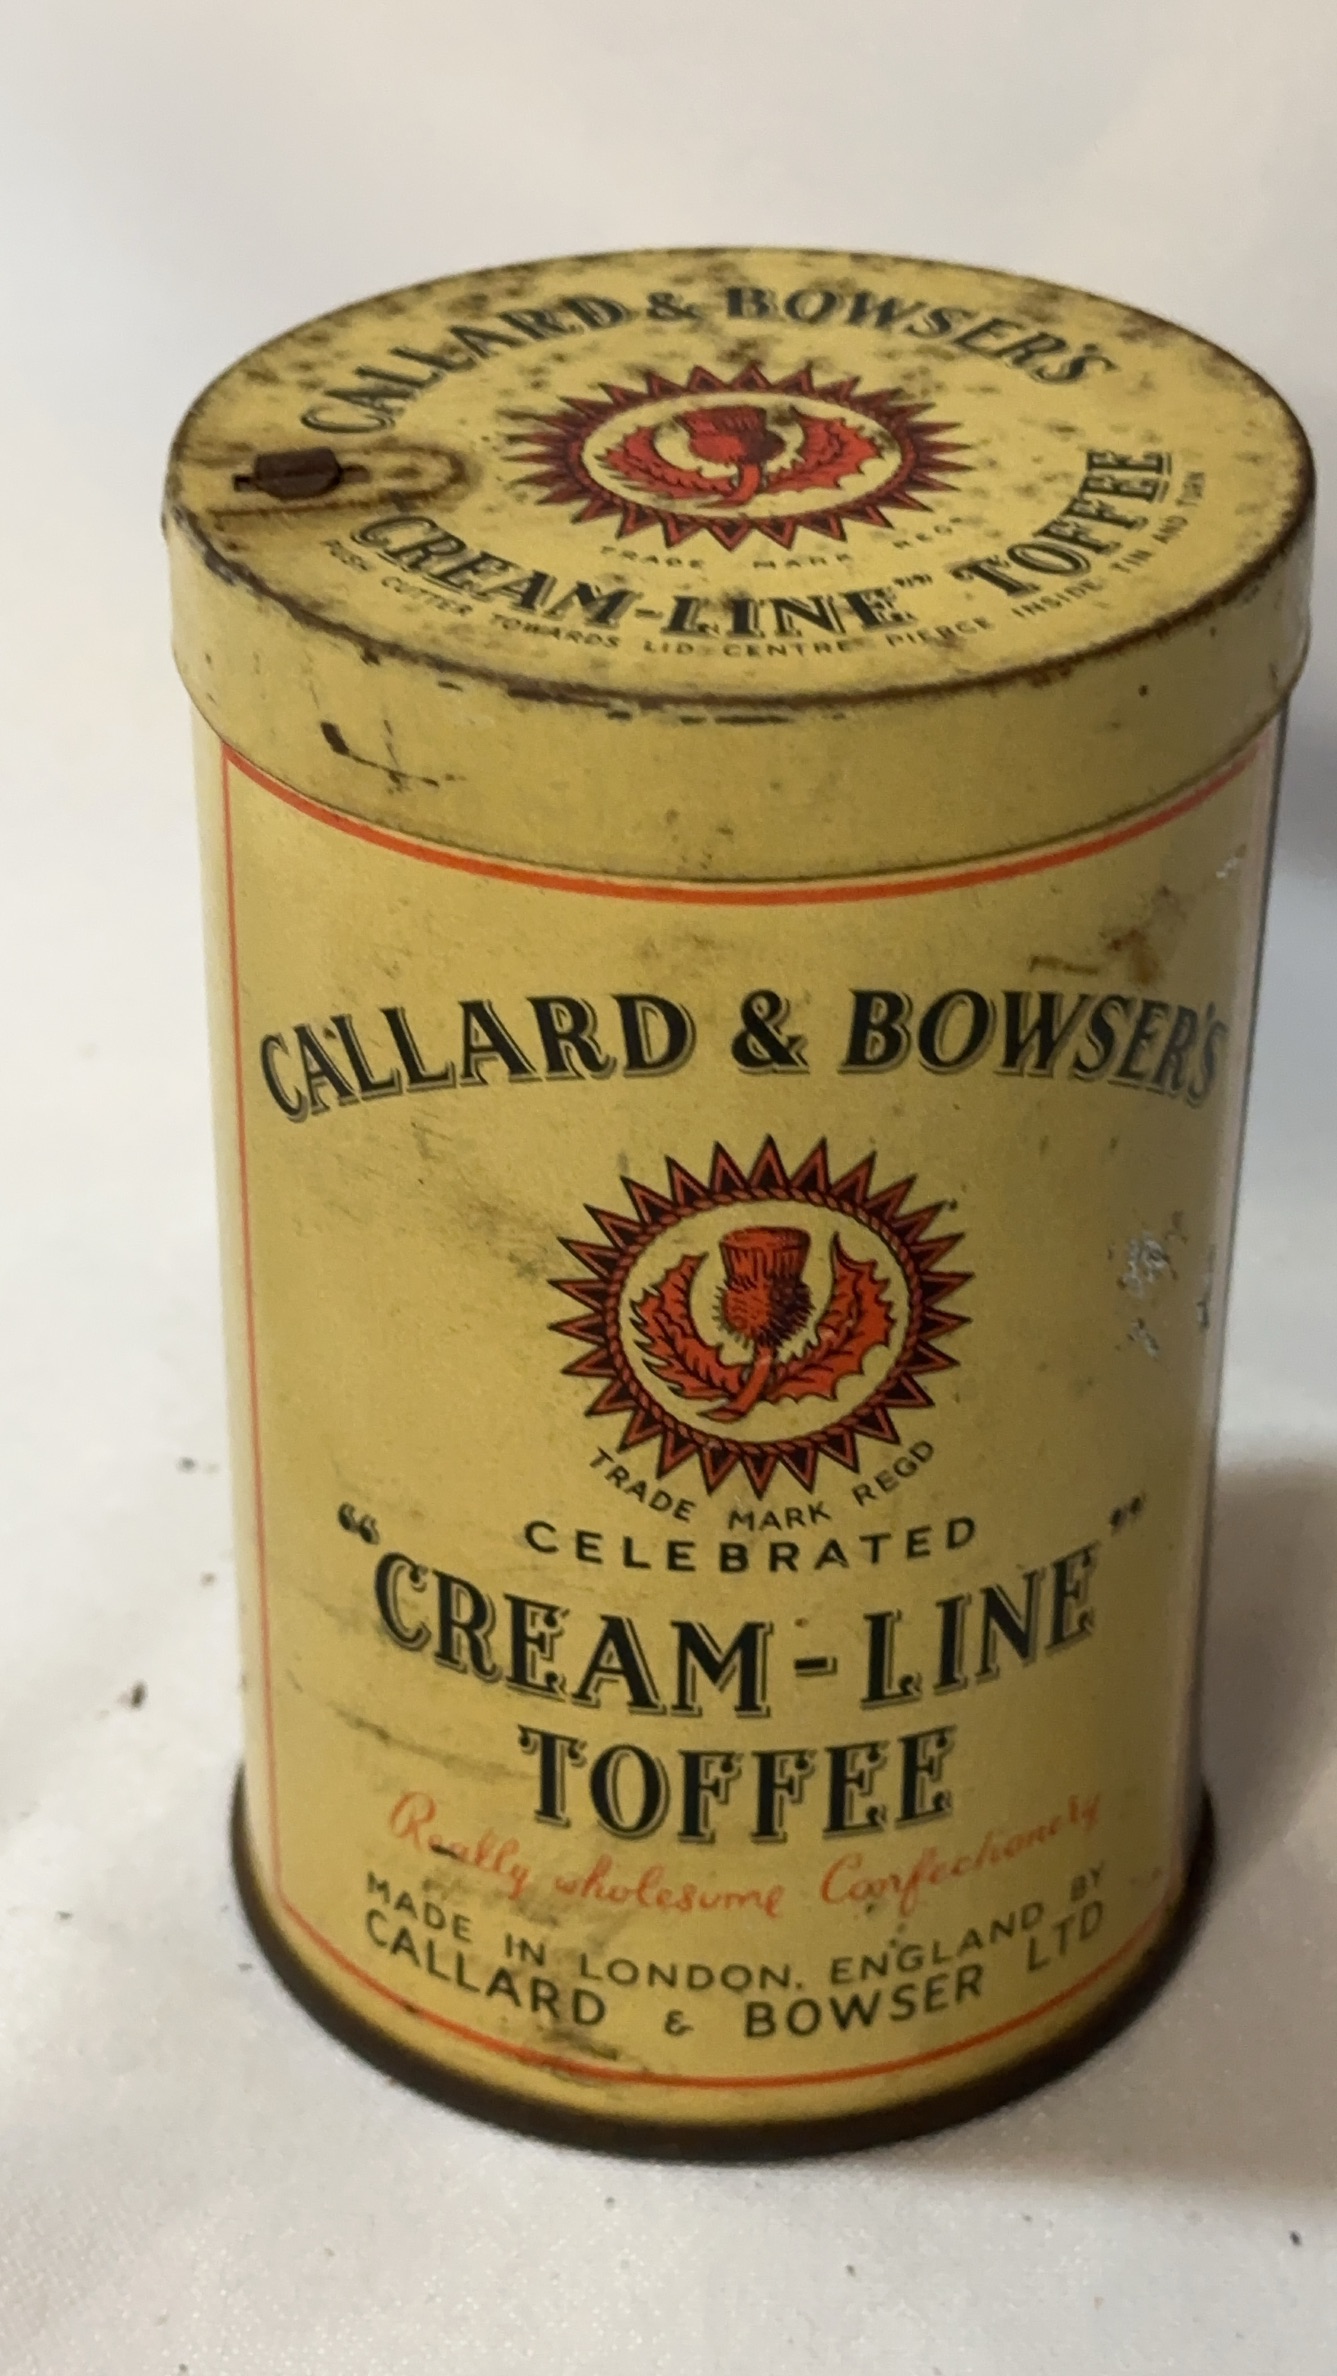 CALLARD & BOWSER'S
TRADE MARK REGD
"CREAM-LINE" TOFFEE
PUSH CUTTER TOWARDS LID CENTRE PIERCE INSIDE TIN AND TURN
CALLARD & BOWSER'S
TRADE MARK REGD
CELEBRATED
"CREAM-LINE"
TOFFEE
Really wholesome Confectionery
MADE IN LONDON. ENGLAND BY
CALLARD & BOWSER LTD